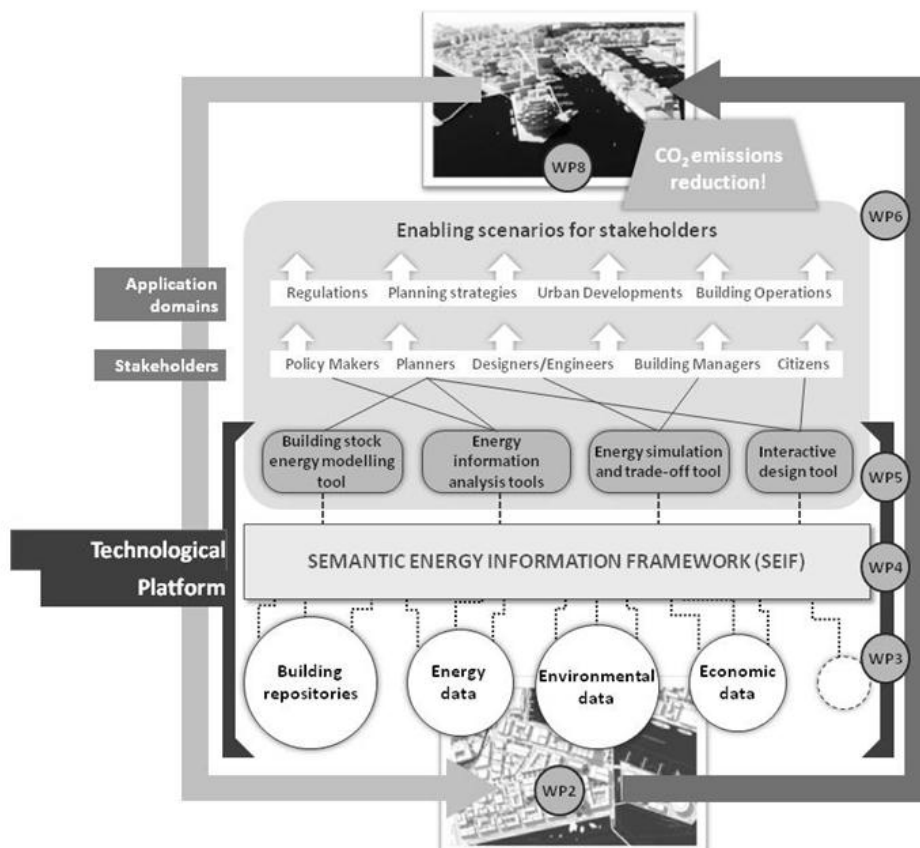 WP8
CO₂ emissions
reduction!
WP6
Enabling scenarios for stakeholders
Application
domains
Regulations Planning strategies Urban Developments Building Operations
Stakeholders
Policy Makers Planners Designers/Engineers Building Managers Citizens
Building stock
energy modelling
tool
Energy
information
analysis tools
Energy simulation
and trade-off tool
Interactive
design tool
WP5
Technological
Platform
SEMANTIC ENERGY INFORMATION FRAMEWORK (SEIF)
WP4
Building
repositories
Energy
data
Environmental
data
Economic
data
WP3
WP2